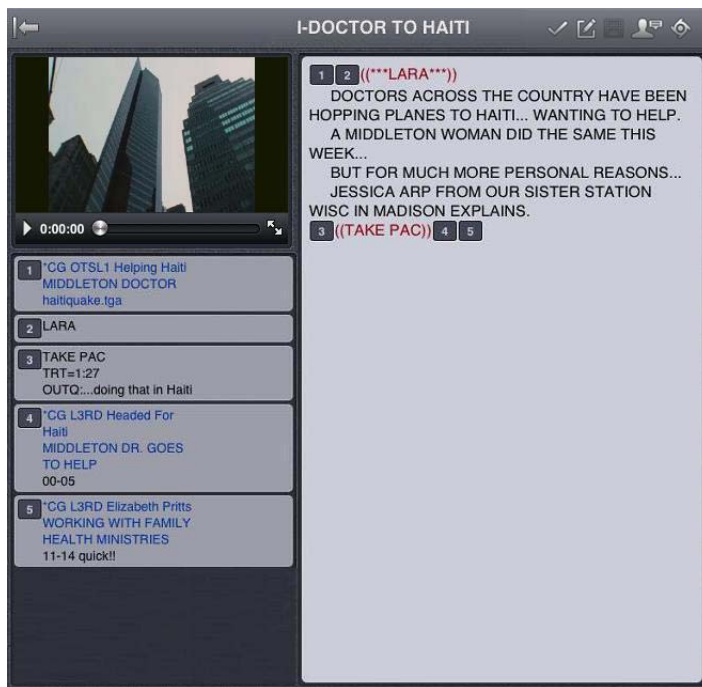 I-DOCTOR TO HAITI
0:00:00
1 *CG OTSL1 Helping Haiti
MIDDLETON DOCTOR
haitiquake.tga
2 LARA
3 TAKE PAC
TRT=1:27
OUTQ:...doing that in Haiti
4 *CG L3RD Headed For
Haiti
MIDDLETON DR. GOES
TO HELP
00-05
5 *CG L3RD Elizabeth Pritts
WORKING WITH FAMILY
HEALTH MINISTRIES
11-14 quick!!
1 2 ((***LARA***))
DOCTORS ACROSS THE COUNTRY HAVE BEEN
HOPPING PLANES TO HAITI... WANTING TO HELP.
A MIDDLETON WOMAN DID THE SAME THIS
WEEK...
BUT FOR MUCH MORE PERSONAL REASONS...
JESSICA ARP FROM OUR SISTER STATION
WISC IN MADISON EXPLAINS.
3 ((TAKE PAC)) 4 5